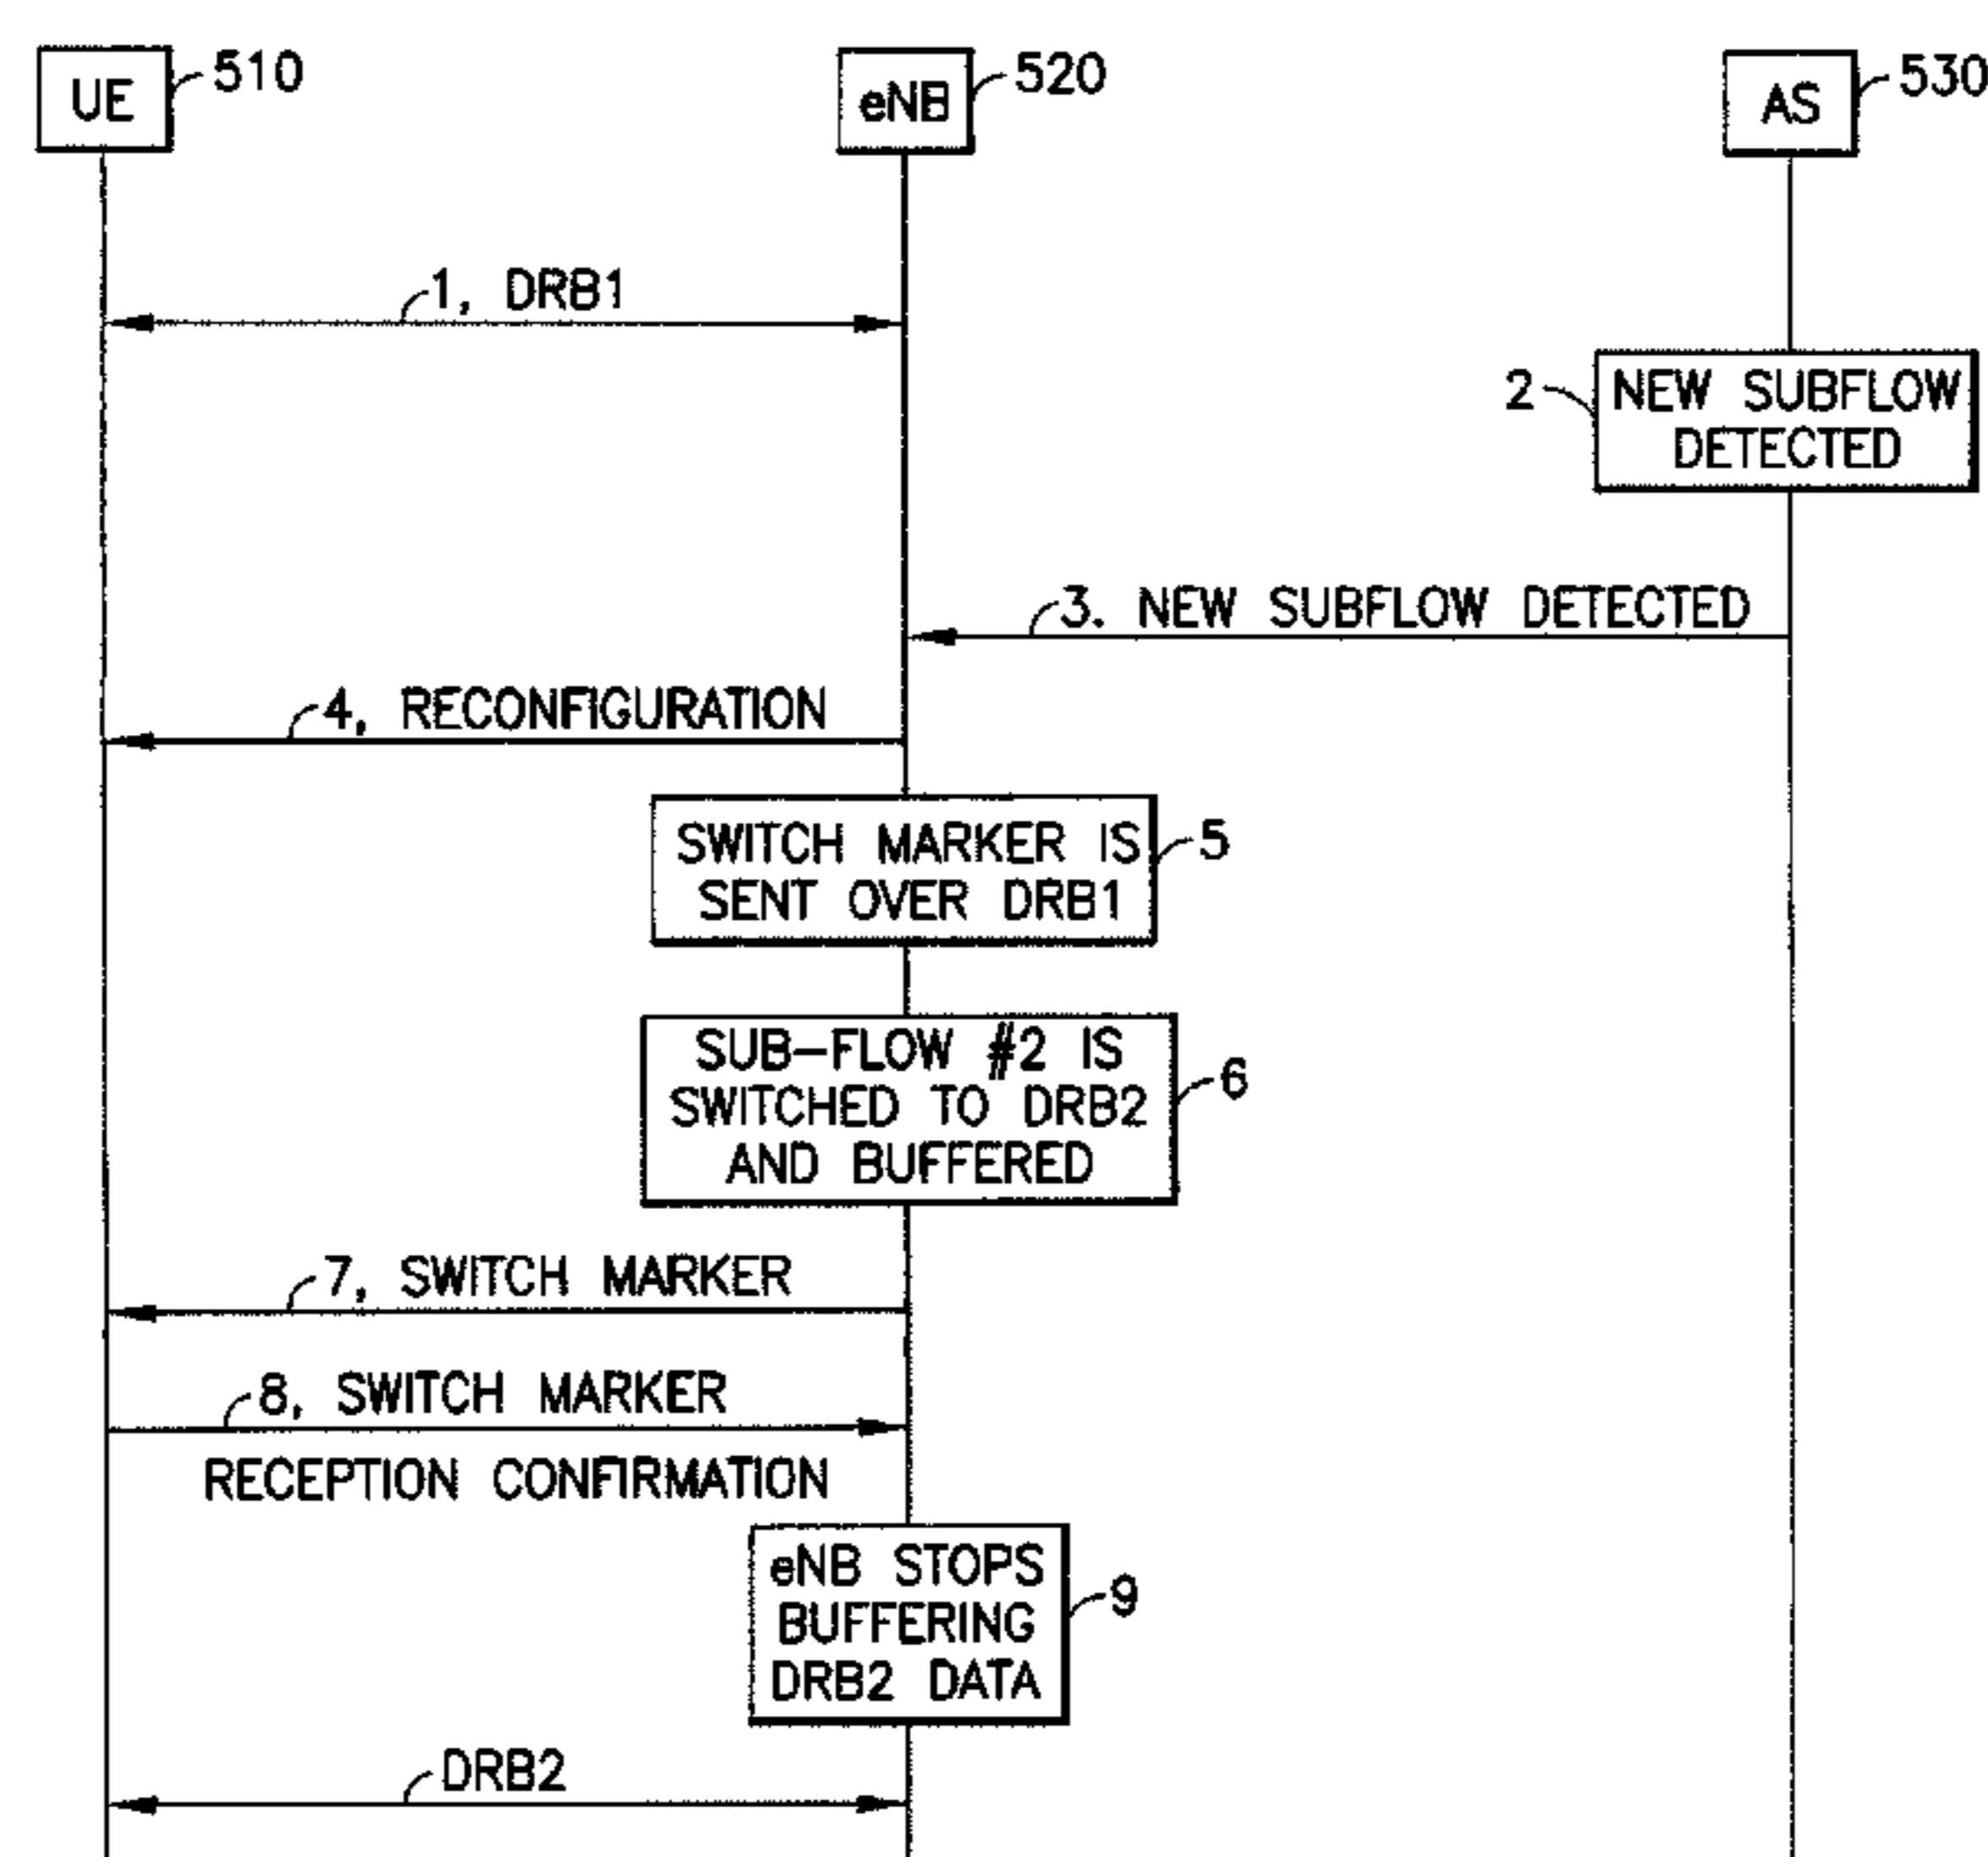 UE
510
eNB
520
AS
530
1, DRB1
2
NEW SUBFLOW
DETECTED
3. NEW SUBFLOW DETECTED
4, RECONFIGURATION
SWITCH MARKER IS
SENT OVER DRB1
5
SUB-FLOW #2 IS
SWITCHED TO DRB2
AND BUFFERED
6
7, SWITCH MARKER
8, SWITCH MARKER
RECEPTION CONFIRMATION
eNB STOPS
BUFFERING
DRB2 DATA
9
DRB2